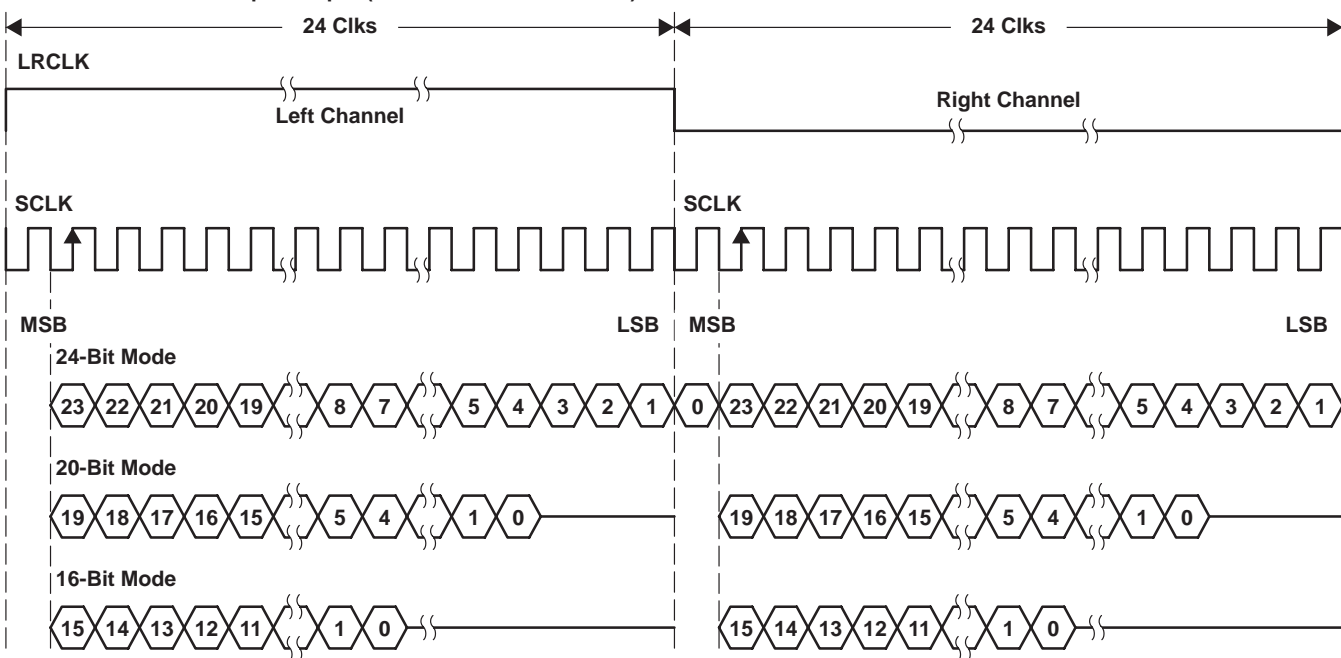 24 Clks 24 Clks
LRCLK
Left Channel
Right Channel
SCLK SCLK
MSB LSB MSB LSB
24-Bit Mode
23 22 21 20 19 8 7 5 4 3 2 1 0 23 22 21 20 19 8 7 5 4 3 2 1
20-Bit Mode
19 18 17 16 15 5 4 1 0 19 18 17 16 15 5 4 1 0
16-Bit Mode
15 14 13 12 11 1 0 15 14 13 12 11 1 0